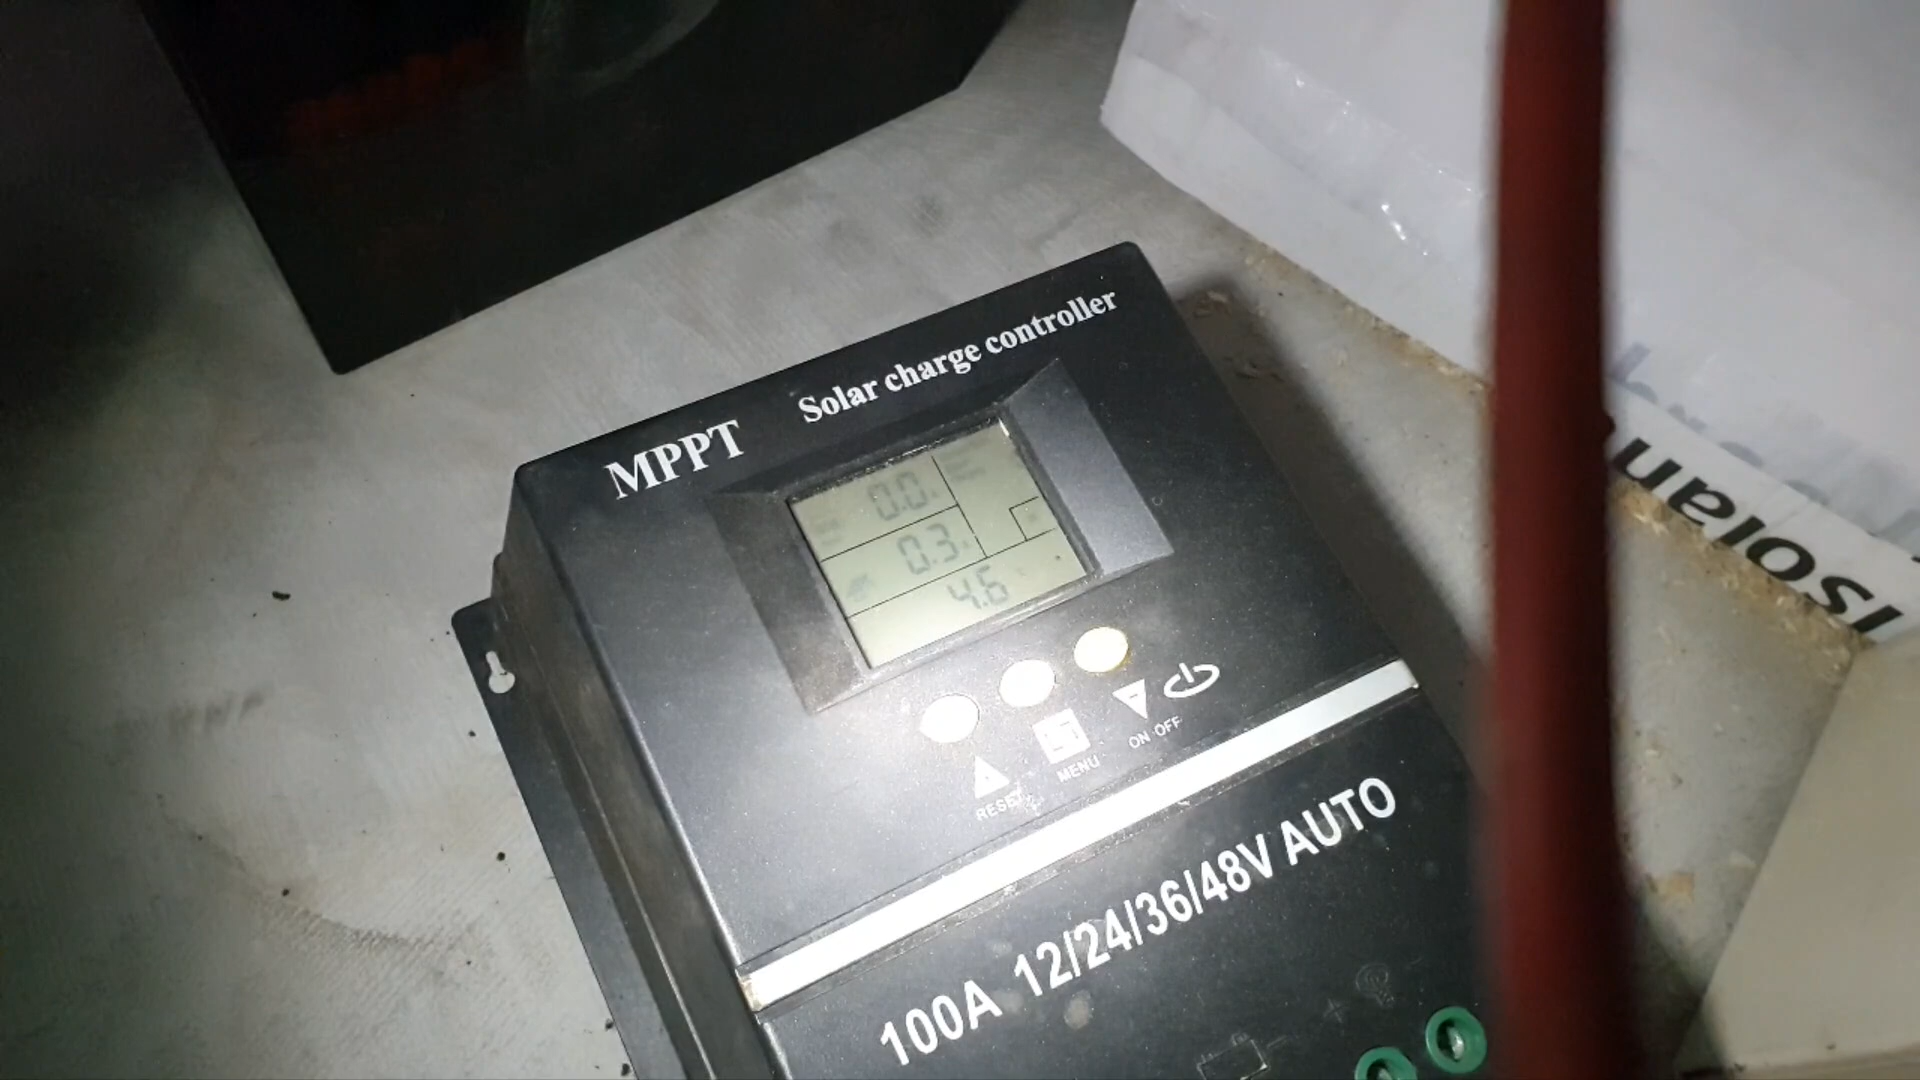 MPPT Solar charge controller
0.0
0.3
4.6
RESET
MENU
ON OFF
100A 12/24/36/48V AUTO
Isolan